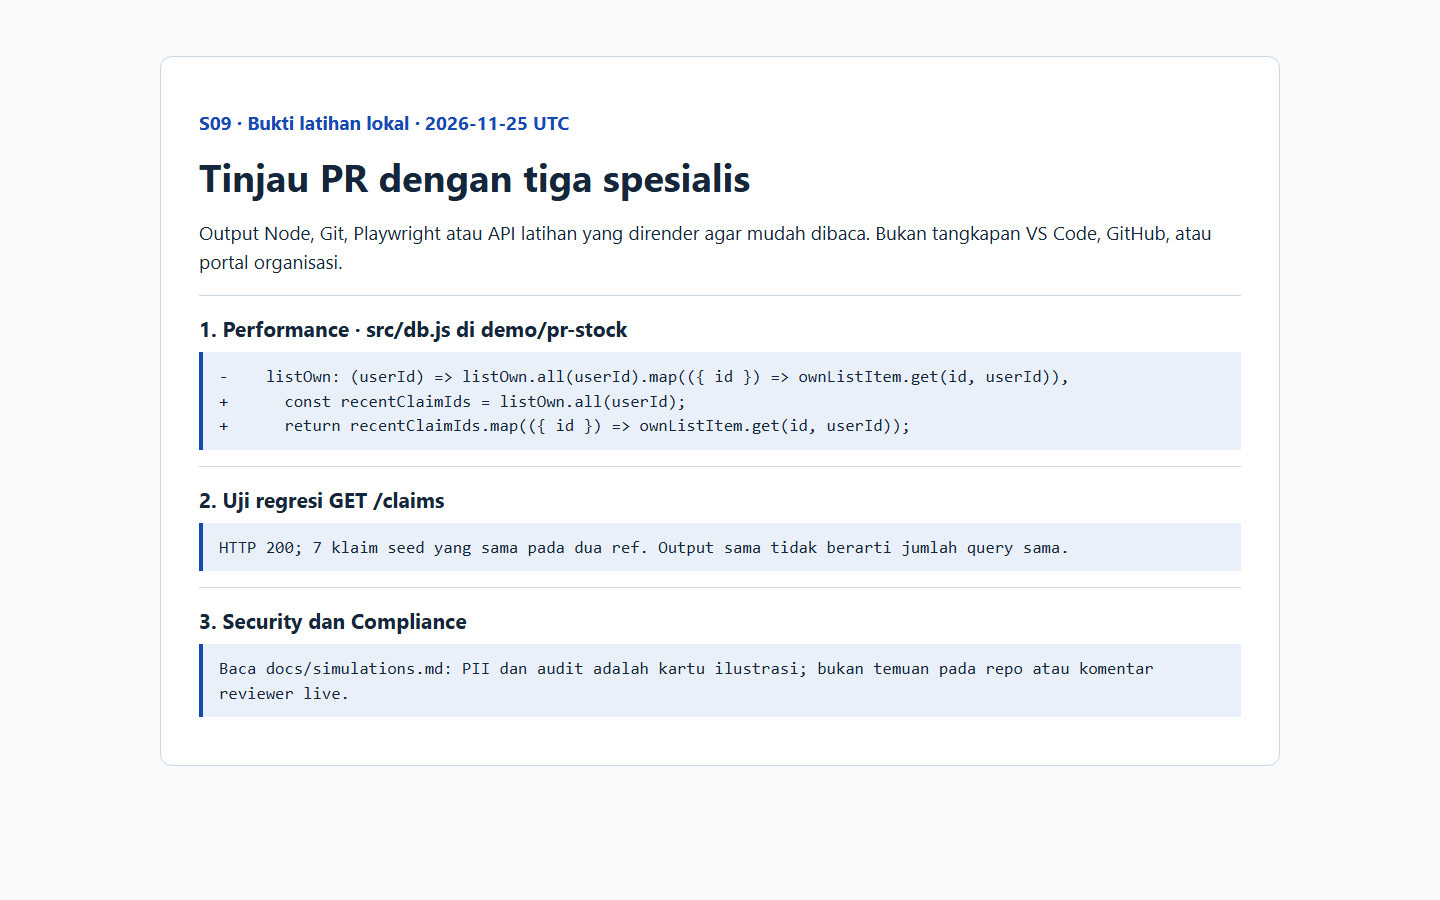 S09 · Bukti latihan lokal · 2026-11-25 UTC
Tinjau PR dengan tiga spesialis
Output Node, Git, Playwright atau API latihan yang dirender agar mudah dibaca. Bukan tangkapan VS Code, GitHub, atau
portal organisasi.
1. Performance · src/db.js di demo/pr-stock
-    listOwn: (userId) => listOwn.all(userId).map(({ id }) => ownListItem.get(id, userId)),
+      const recentClaimIds = listOwn.all(userId);
+      return recentClaimIds.map(({ id }) => ownListItem.get(id, userId));
2. Uji regresi GET /claims
HTTP 200; 7 klaim seed yang sama pada dua ref. Output sama tidak berarti jumlah query sama.
3. Security dan Compliance
Baca docs/simulations.md: PII dan audit adalah kartu ilustrasi; bukan temuan pada repo atau komentar
reviewer live.